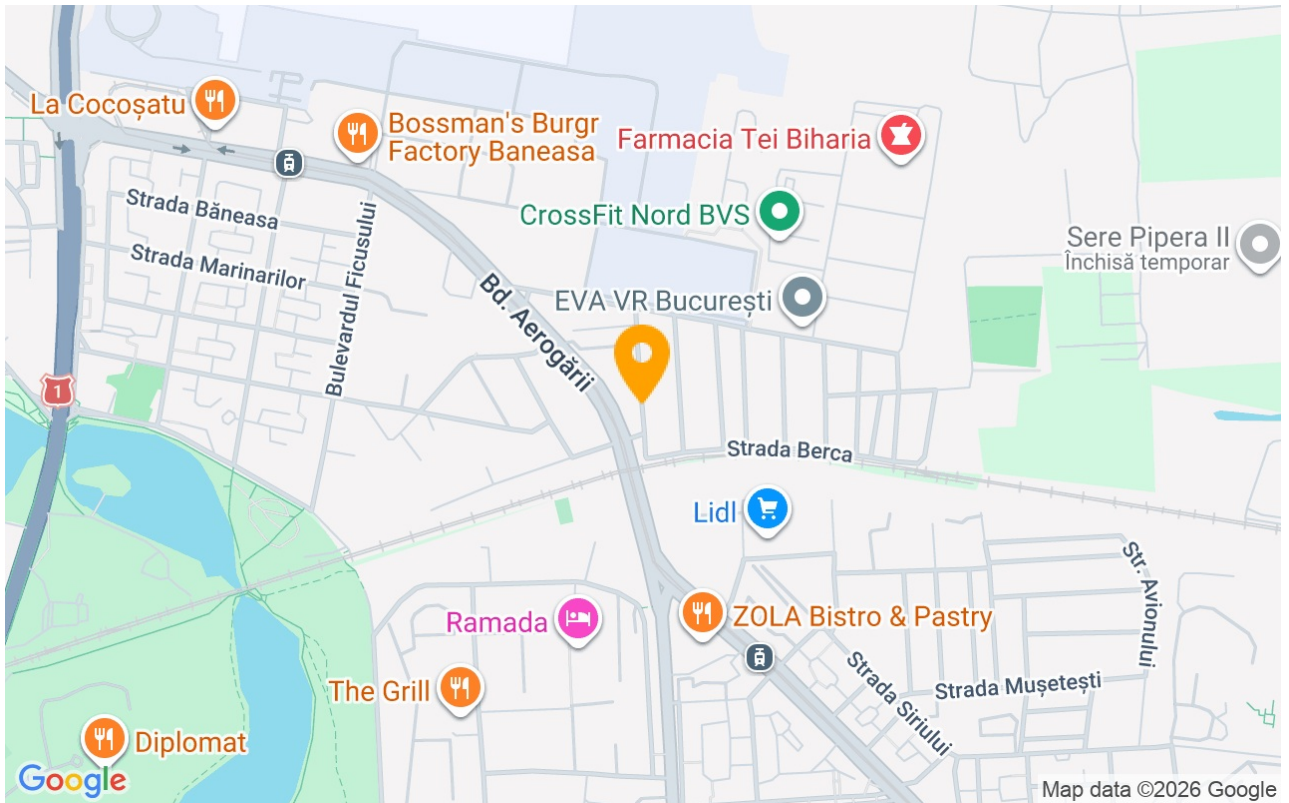 La Cocoșatu
Bossman's Burgr
Factory Baneasa
Farmacia Tei Biharia
Strada Băneasa
CrossFit Nord BVS
Strada Marinarilor
Bulevardul Ficusului
Sere Pipera II
Închisă temporar
EVA VR București
Bd. Aerogării
1
Strada Berca
Lidl
Str. Avionului
Ramada
ZOLA Bistro & Pastry
The Grill
Strada Siriului
Strada Mușetești
Diplomat
Google
Map data ©2026 Google